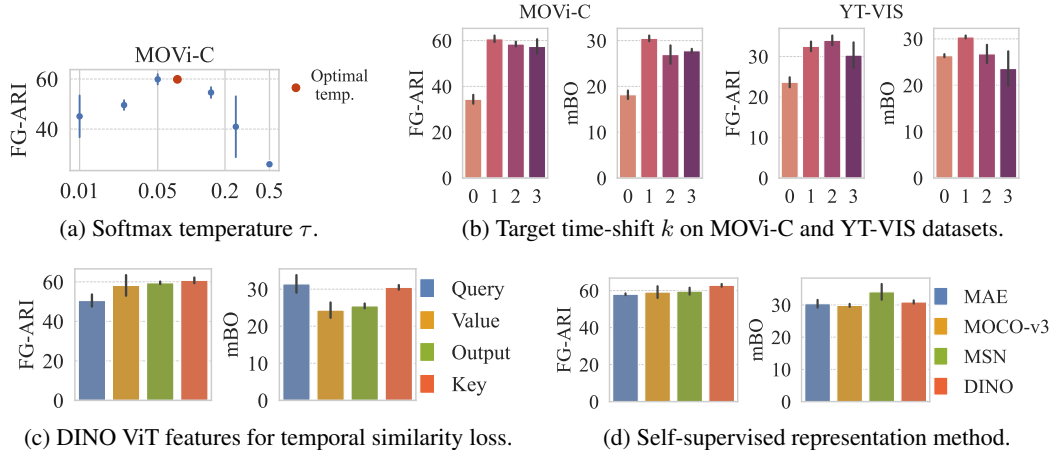 MOVi-C
FG-ARI
60
40
0.01
0.05
0.2
0.5
Optimal
temp.
(a) Softmax temperature τ.
MOVi-C
YT-VIS
FG-ARI
60
40
20
0
0 1 2 3
mBO
30
20
10
0
0 1 2 3
FG-ARI
40
30
20
10
0
0 1 2 3
mBO
30
20
10
0
0 1 2 3
(b) Target time-shift k on MOVi-C and YT-VIS datasets.
FG-ARI
60
40
20
0
mBO
30
20
10
0
Query
Value
Output
Key
(c) DINO ViT features for temporal similarity loss.
FG-ARI
60
40
20
0
mBO
30
20
10
0
MAE
MOCO-v3
MSN
DINO
(d) Self-supervised representation method.